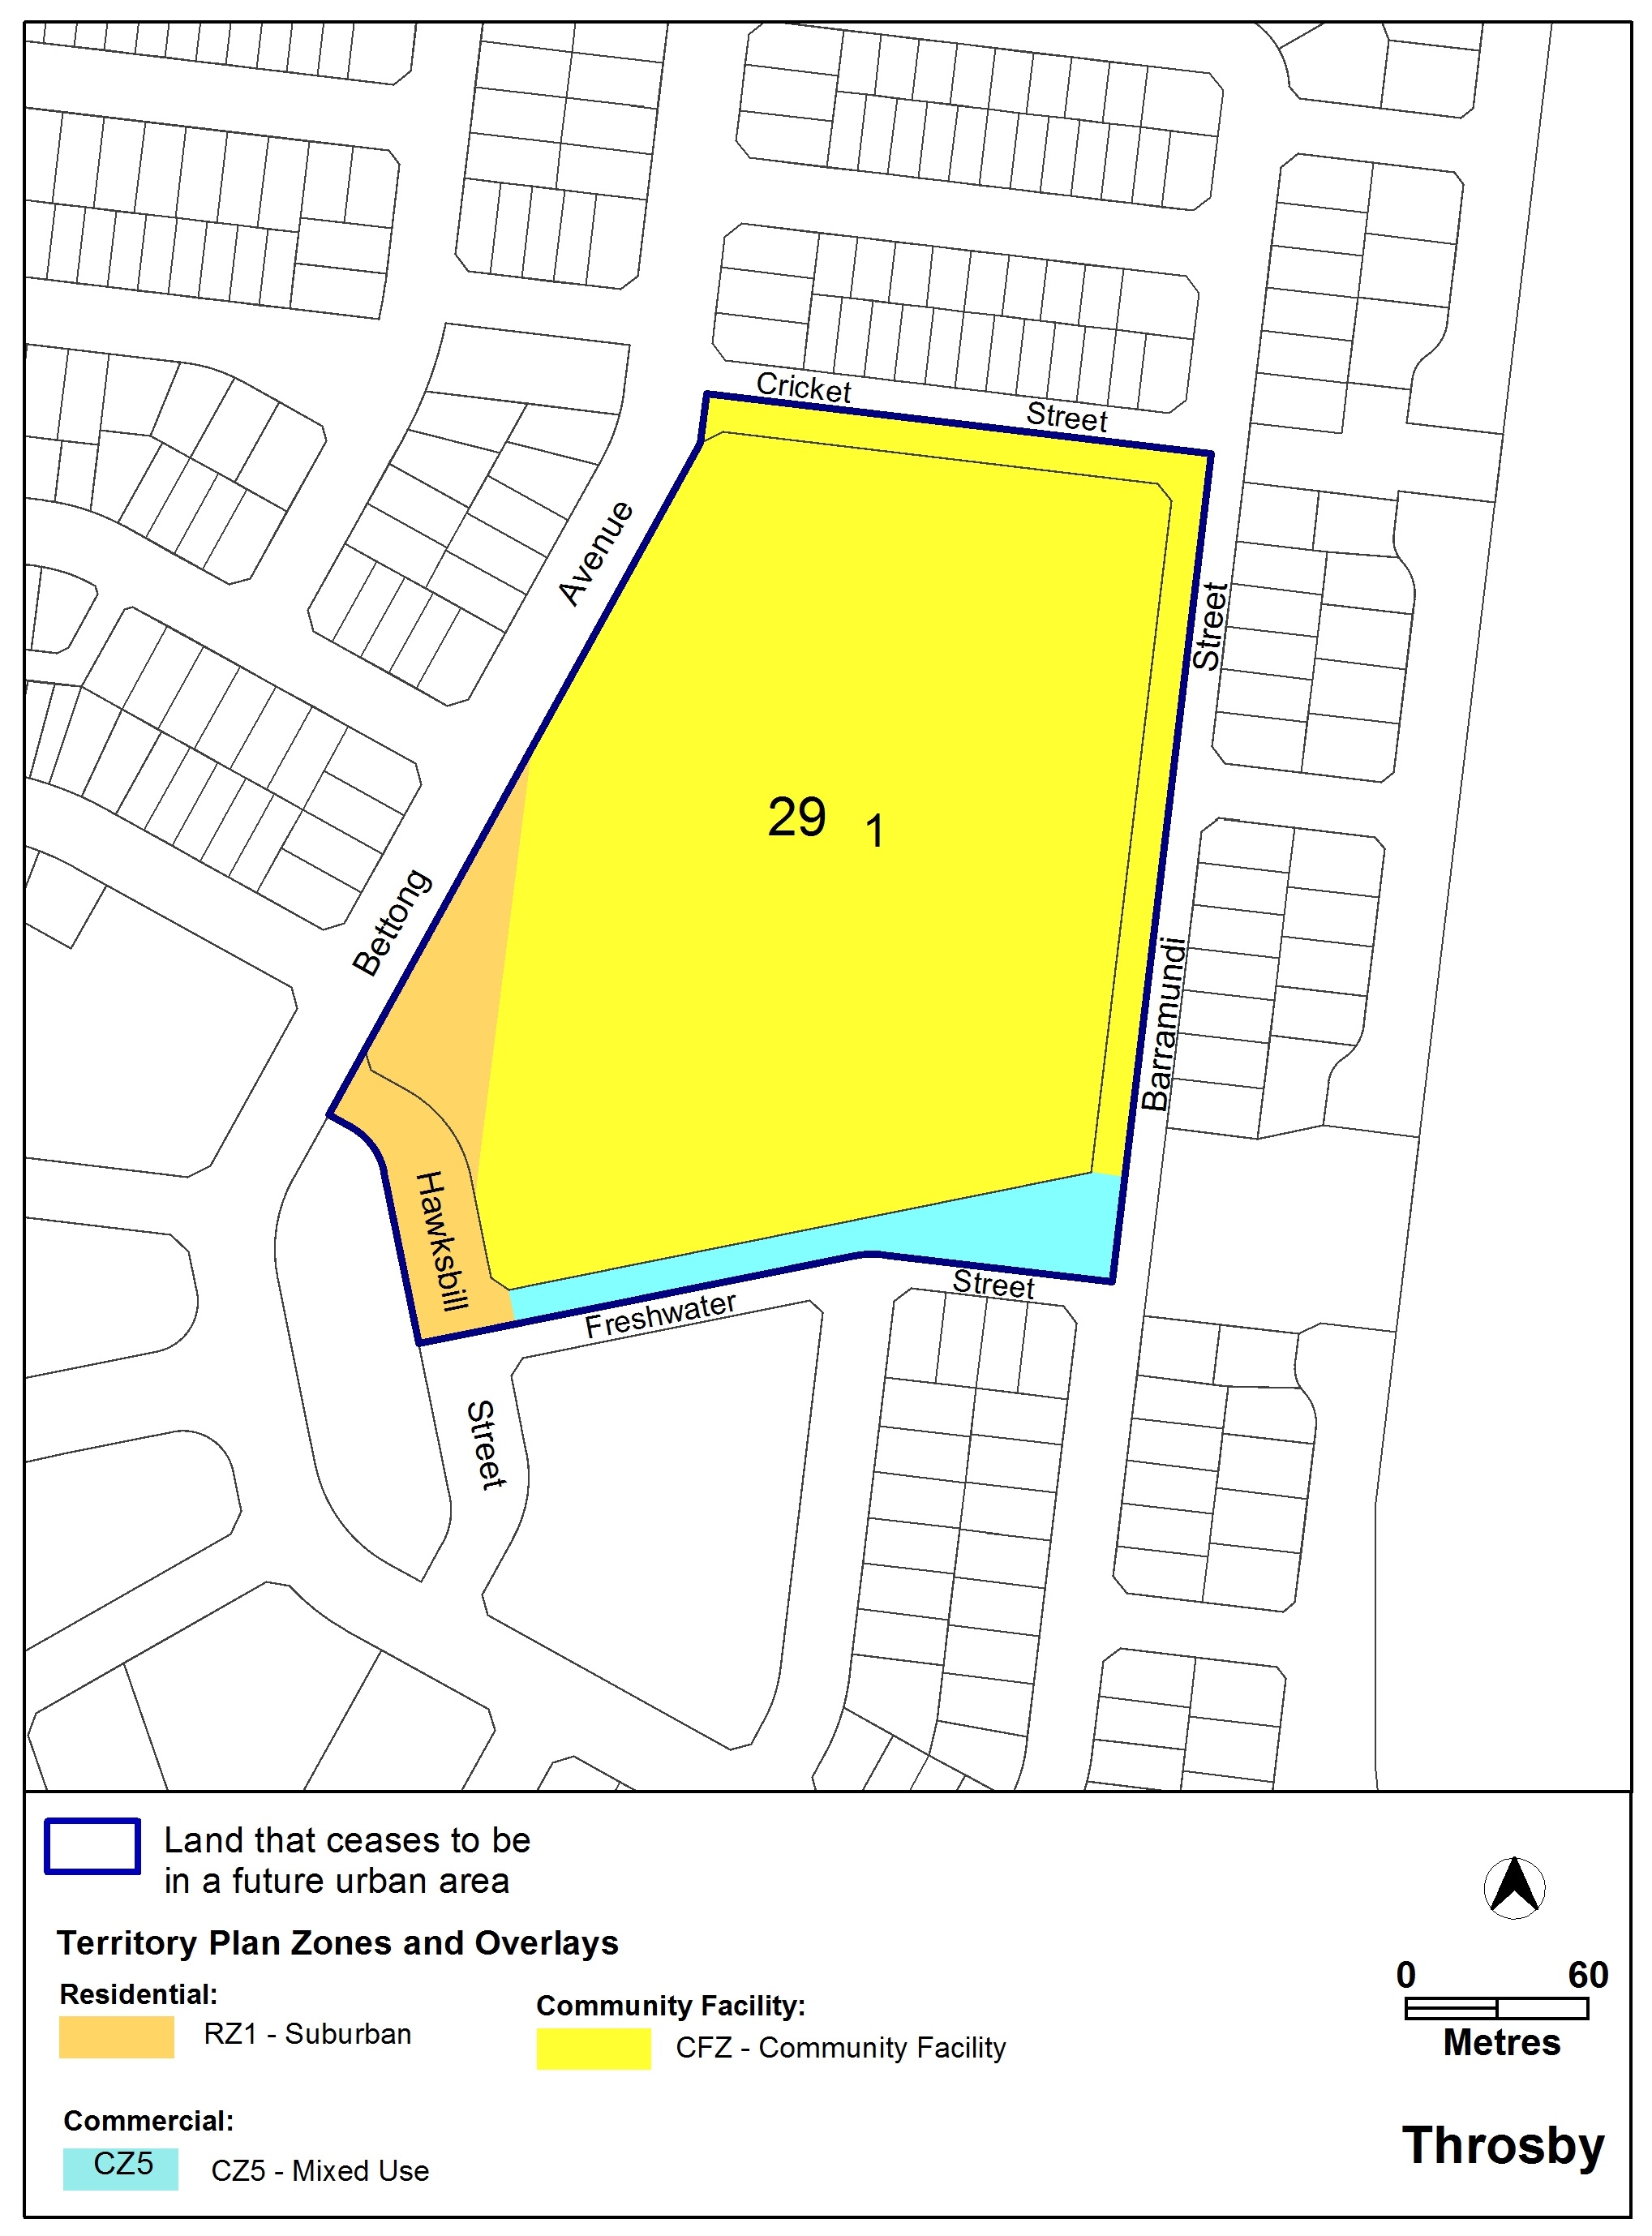 Cricket Street
Avenue
Street
29 1
Bettong
Barramundi
Hawksbill
Street
Freshwater
Street
Land that ceases to be
in a future urban area
Territory Plan Zones and Overlays
Residential:
RZ1 - Suburban
Community Facility:
CFZ - Community Facility
Commercial:
CZ5
CZ5 - Mixed Use
0 60
Metres
Throsby